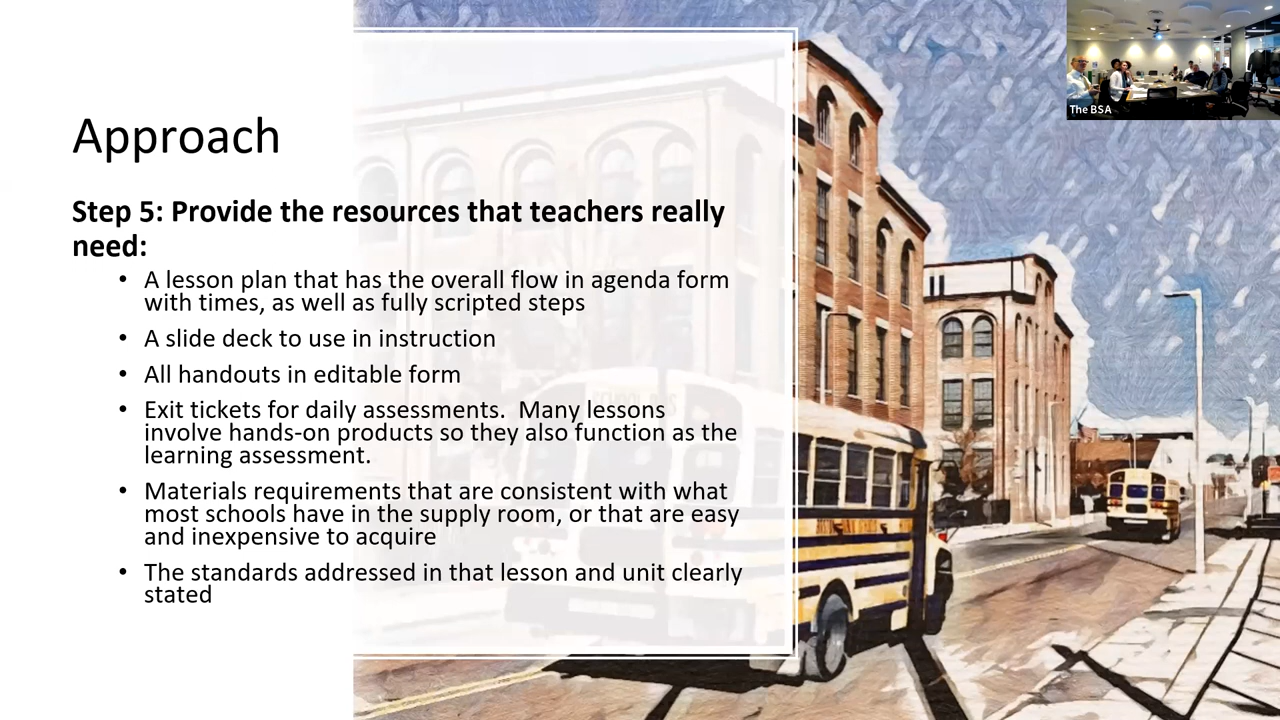 The BSA
Approach
Step 5: Provide the resources that teachers really
need:
• A lesson plan that has the overall flow in agenda form
with times, as well as fully scripted steps
• A slide deck to use in instruction
• All handouts in editable form
• Exit tickets for daily assessments.  Many lessons
involve hands-on products so they also function as the
learning assessment.
• Materials requirements that are consistent with what
most schools have in the supply room, or that are easy
and inexpensive to acquire
• The standards addressed in that lesson and unit clearly
stated